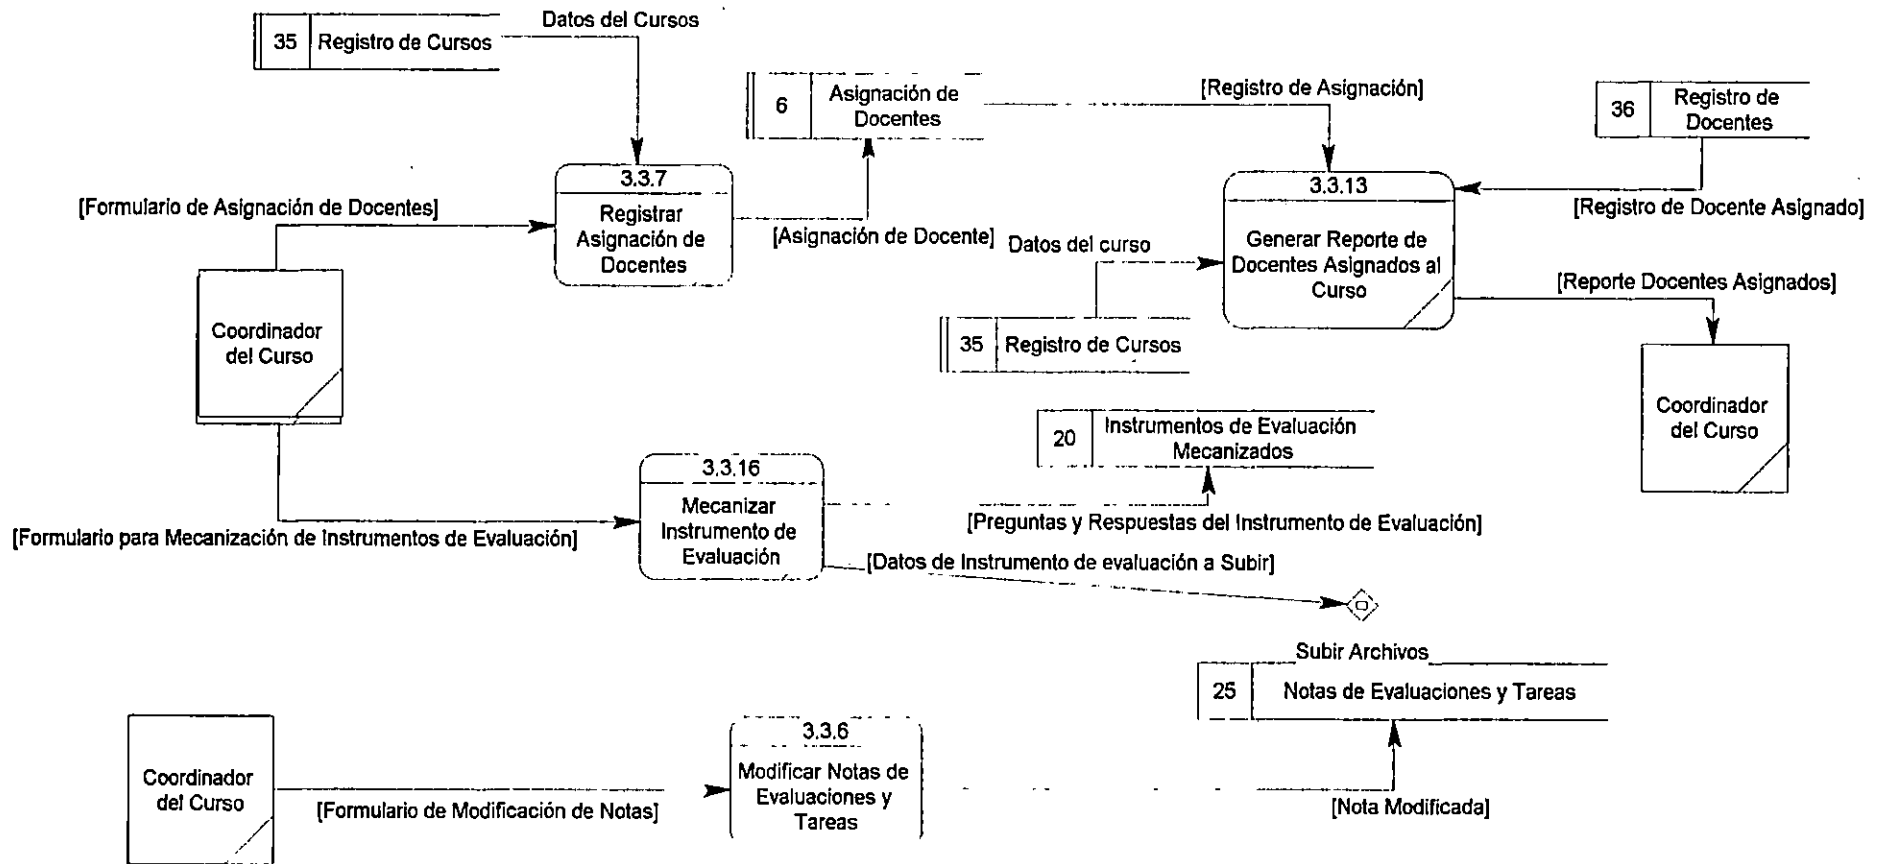 Datos del Cursos
35
Registro de Cursos
6
Asignación de
Docentes
[Registro de Asignación]
36
Registro de
Docentes
3.3.7
Registrar
Asignación de
Docentes
[Formulario de Asignación de Docentes]
[Asignación de Docente]
3.3.13
Generar Reporte de
Docentes Asignados al
Curso
[Registro de Docente Asignado]
Datos del curso
[Reporte Docentes Asignados]
Coordinador
del Curso
35
Registro de Cursos
Coordinador
del Curso
20
Instrumentos de Evaluación
Mecanizados
3.3.16
Mecanizar
Instrumento de
Evaluación
[Formulario para Mecanización de Instrumentos de Evaluación]
[Preguntas y Respuestas del Instrumento de Evaluación]
[Datos de Instrumento de evaluación a Subir]
Subir Archivos
25
Notas de Evaluaciones y Tareas
3.3.6
Modificar Notas de
Evaluaciones y
Tareas
Coordinador
del Curso
[Formulario de Modificación de Notas]
[Nota Modificada]